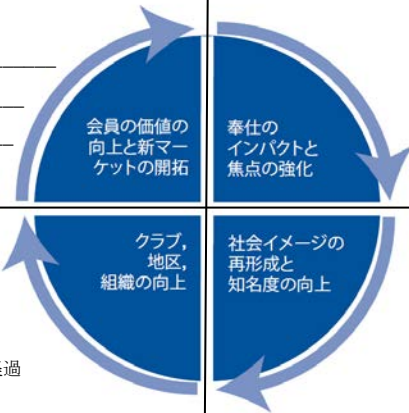 会員の価値の
向上と新マー
ケットの開拓
奉仕の
インパクトと
焦点の強化
クラブ,
地区,
組織の向上
社会イメージの
再形成と
知名度の向上
過